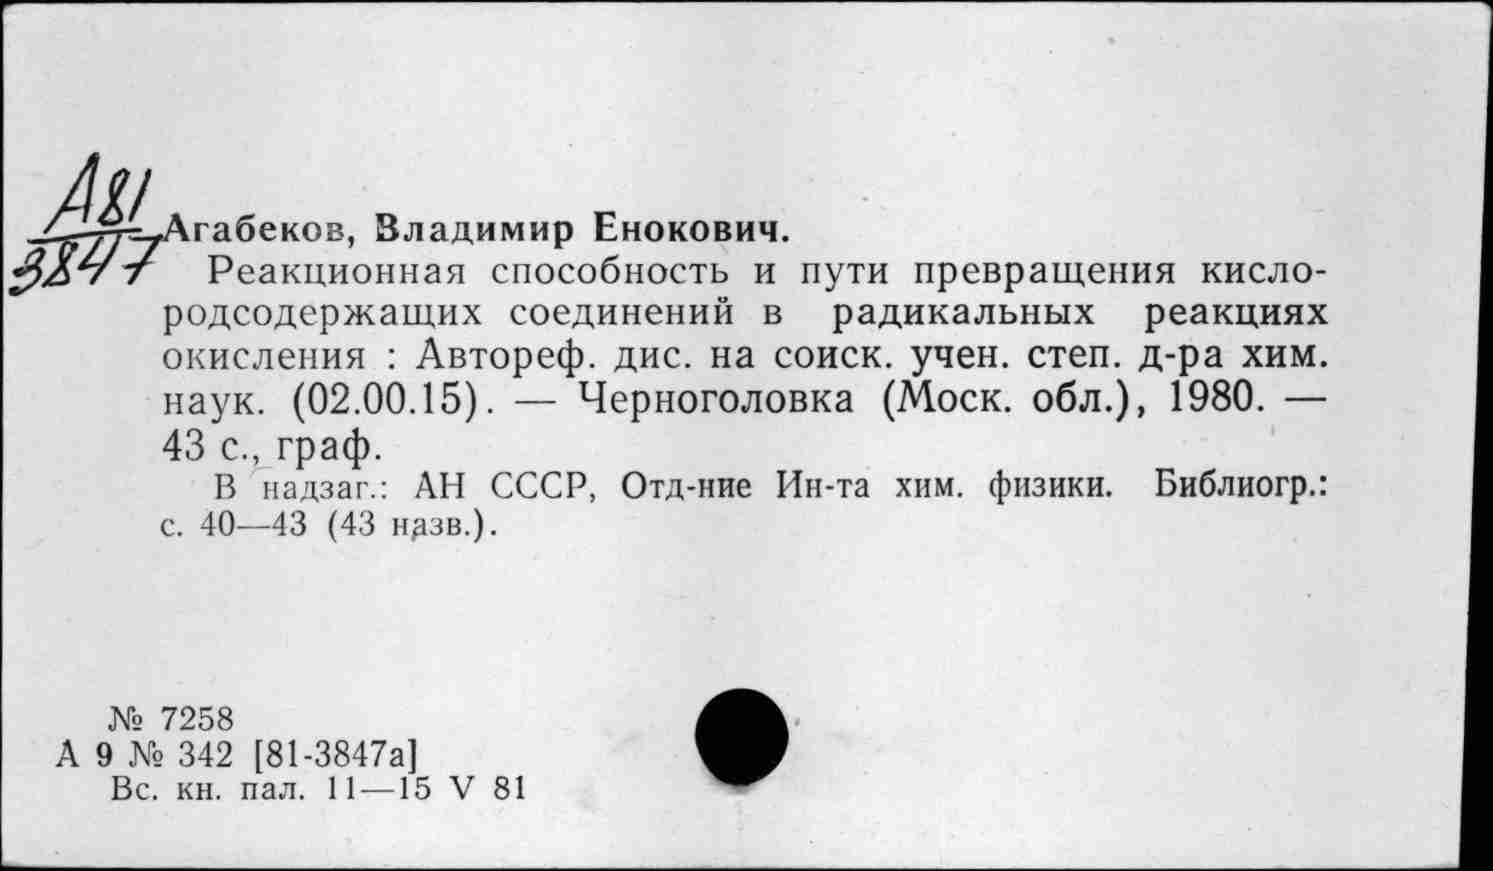 А81
3847
Агабеков, Владимир Енокович.
Реакционная способность и пути превращения кисло-
родсодержащих соединений в радикальных реакциях
окисления : Автореф. дис. на соиск. учен. степ. д-ра хим.
наук. (02.00.15). — Черноголовка (Моск. обл.), 1980. —
43 с., граф.
В надзаг.: АН СССР, Отд-ние Ин-та хим. физики. Библиогр.:
с. 40—43 (43 назв.).
№ 7258
А 9 № 342 [81-3847а]
Вс. кн. пал. 11—15 V 81